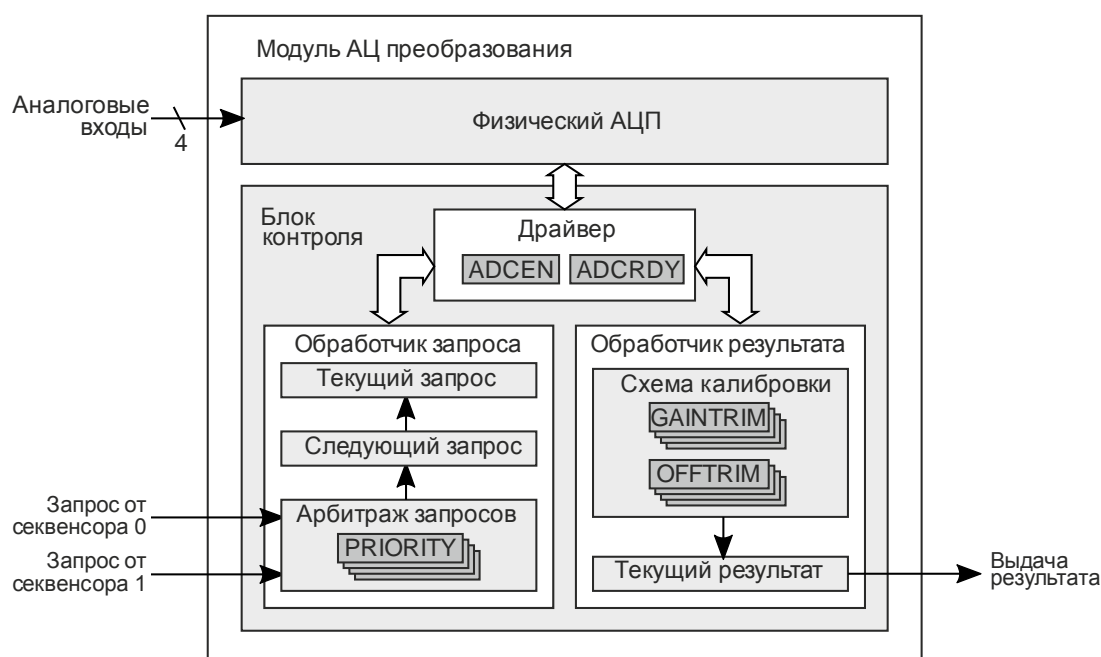 Модуль АЦ преобразования
Аналоговые
входы
4
Физический АЦП
Блок
контроля
Драйвер
ADCEN
ADCRDY
Обработчик запроса
Текущий запрос
Следующий запрос
Арбитраж запросов
PRIORITY
Запрос от
секвенсора 0
Запрос от
секвенсора 1
Обработчик результата
Схема калибровки
GAINTRIM
OFFTRIM
Текущий результат
Выдача
результата